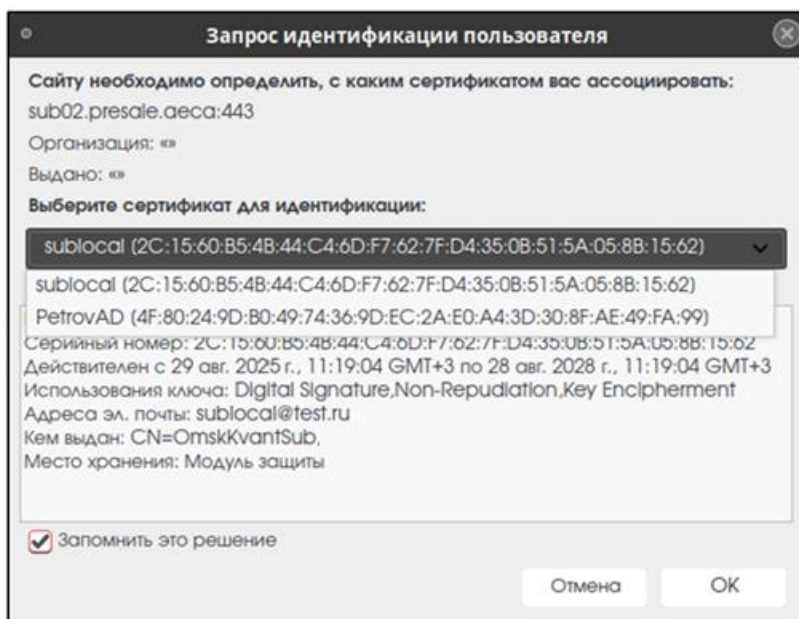 Запрос идентификации пользователя
Сайту необходимо определить, с каким сертификатом вас ассоциировать:
sub02.presale.aeca:443
Организация: «»
Выдано: «»
Выберите сертификат для идентификации:
sublocal (2C:15:60:B5:4B:44:C4:6D:F7:62:7F:D4:35:0B:51:5A:05:8B:15:62)
sublocal (2C:15:60:B5:4B:44:C4:6D:F7:62:7F:D4:35:0B:51:5A:05:8B:15:62)
PetrovAD (4F:80:24:9D:B0:49:74:36:9D:EC:2A:E0:A4:3D:30:8F:AE:49:FA:99)
Серийный номер: 2C:15:60:B5:4B:44:C4:6D:F7:62:7F:D4:35:0B:51:5A:05:8B:15:62
Действителен с 29 авг. 2025 г., 11:19:04 GMT+3 по 28 авг. 2028 г., 11:19:04 GMT+3
Использования ключа: Digital Signature,Non-Repudiation,Key Encipherment
Адреса эл. почты: sublocal@test.ru
Кем выдан: CN=OmskKvantSub,
Место хранения: Модуль защиты
Запомнить это решение
Отмена
OK